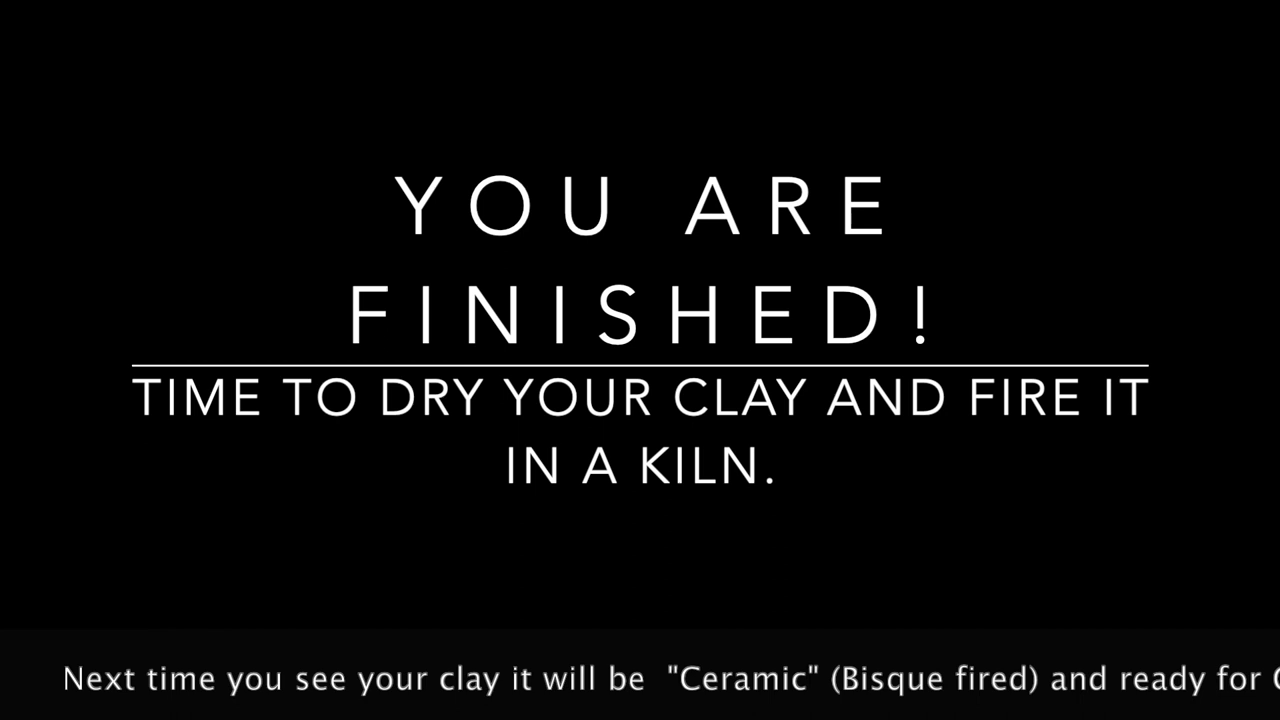 YOU ARE
FINISHED!
TIME TO DRY YOUR CLAY AND FIRE IT
IN A KILN.
Next time you see your clay it will be "Ceramic" (Bisque fired) and ready for